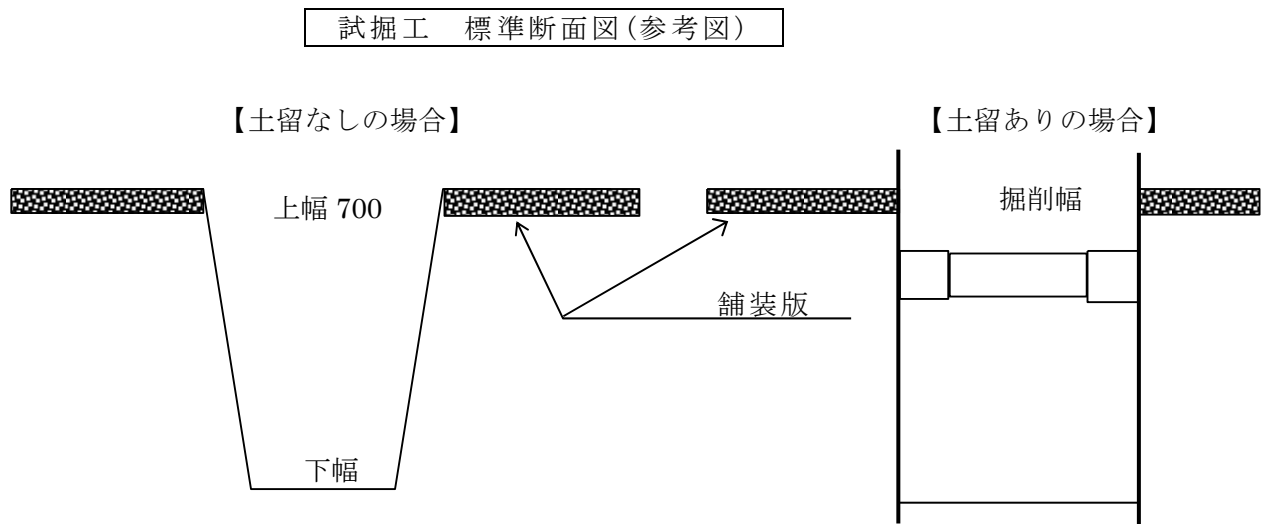 試掘工　標準断面図(参考図)
【土留なしの場合】
【土留ありの場合】
上幅 700
掘削幅
舗装版
下幅